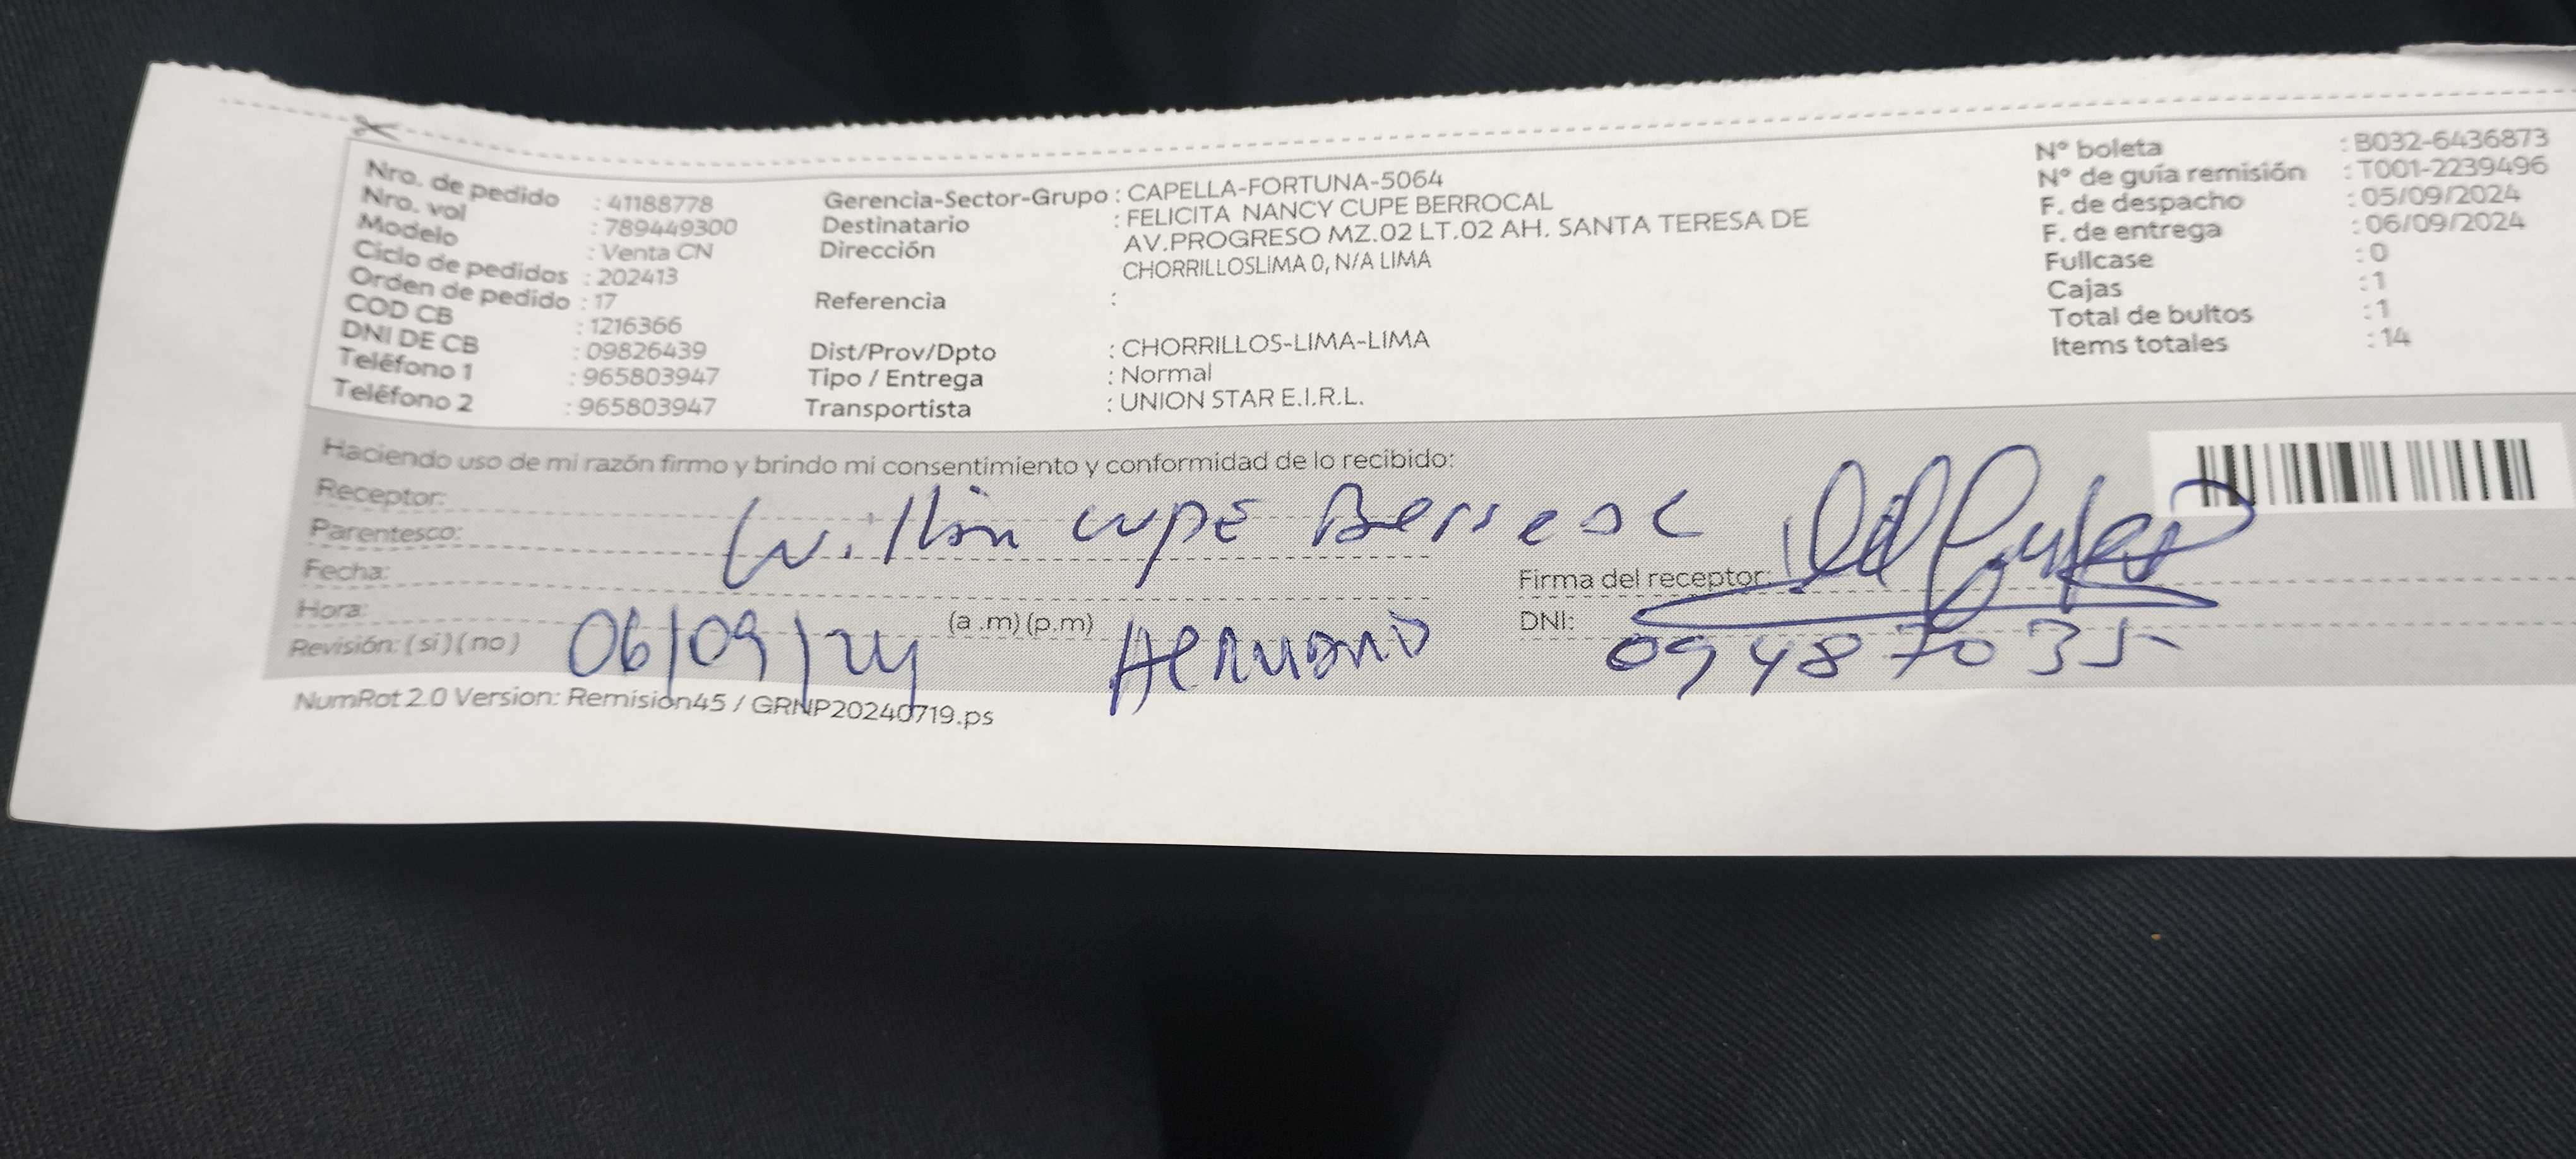 Nro. de pedido : 41188778
Nro. vol : 789449300
Modelo : Venta CN
Ciclo de pedidos : 202413
Orden de pedido : 17
COD CB : 1216366
DNI DE CB : 09826439
Teléfono 1 : 965803947
Teléfono 2 : 965803947
Gerencia-Sector-Grupo : CAPELLA-FORTUNA-5064
Destinatario : FELICITA NANCY CUPE BERROCAL
Dirección AV.PROGRESO MZ.02 LT.02 AH. SANTA TERESA DE
CHORRILLOSLIMA 0, N/A LIMA
Referencia :
Dist/Prov/Dpto : CHORRILLOS-LIMA-LIMA
Tipo / Entrega : Normal
Transportista : UNION STAR E.I.R.L.
N° boleta : B032-6436873
N° de guía remisión : T001-2239496
F. de despacho : 05/09/2024
F. de entrega : 06/09/2024
Fullcase : 0
Cajas : 1
Total de bultos : 1
Items totales : 14
Haciendo uso de mi razón firmo y brindo mi consentimiento y conformidad de lo recibido:
Receptor:
Parentesco: cupe
Fecha:
Firma del receptor:
Hora: (a .m) (p.m)
DNI:
Revisión: (si) (no) 06/09/24 Hermano 09487035
NumRot 2.0 Version: Remision45 / GRNP20240719.ps